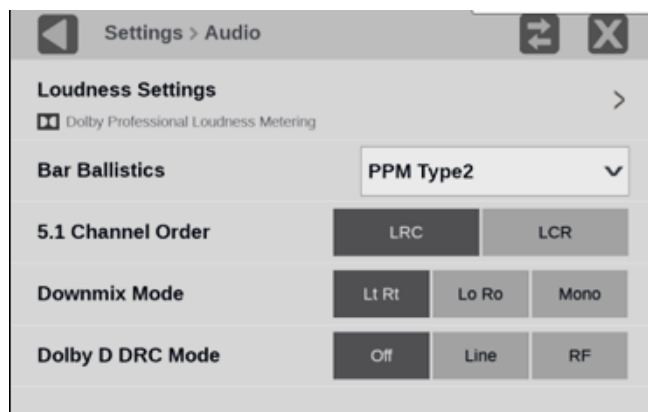 Settings > Audio
Loudness Settings
Dolby Professional Loudness Metering
Bar Ballistics PPM Type2
5.1 Channel Order LRC LCR
Downmix Mode Lt Rt Lo Ro Mono
Dolby D DRC Mode Off Line RF